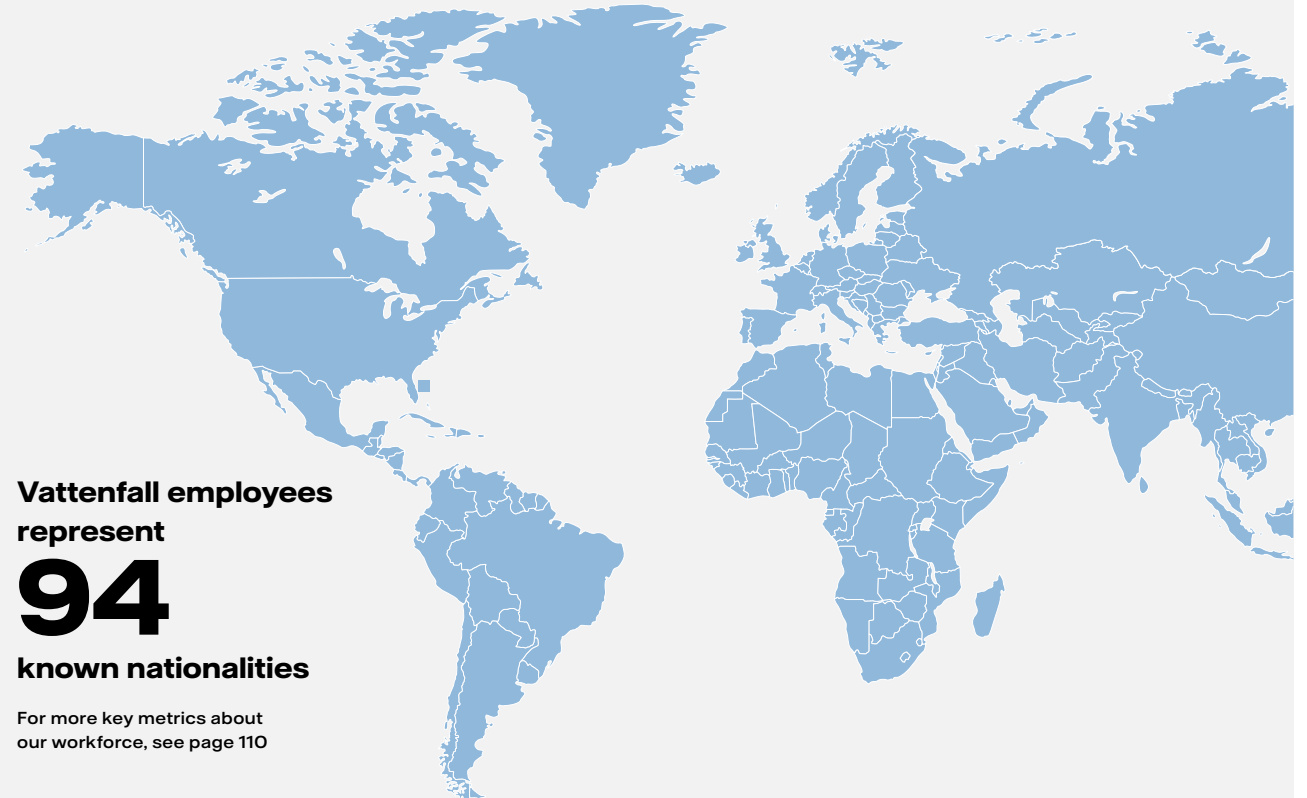 Vattenfall employees
represent
94
known nationalities
For more key metrics about
our workforce, see page 110